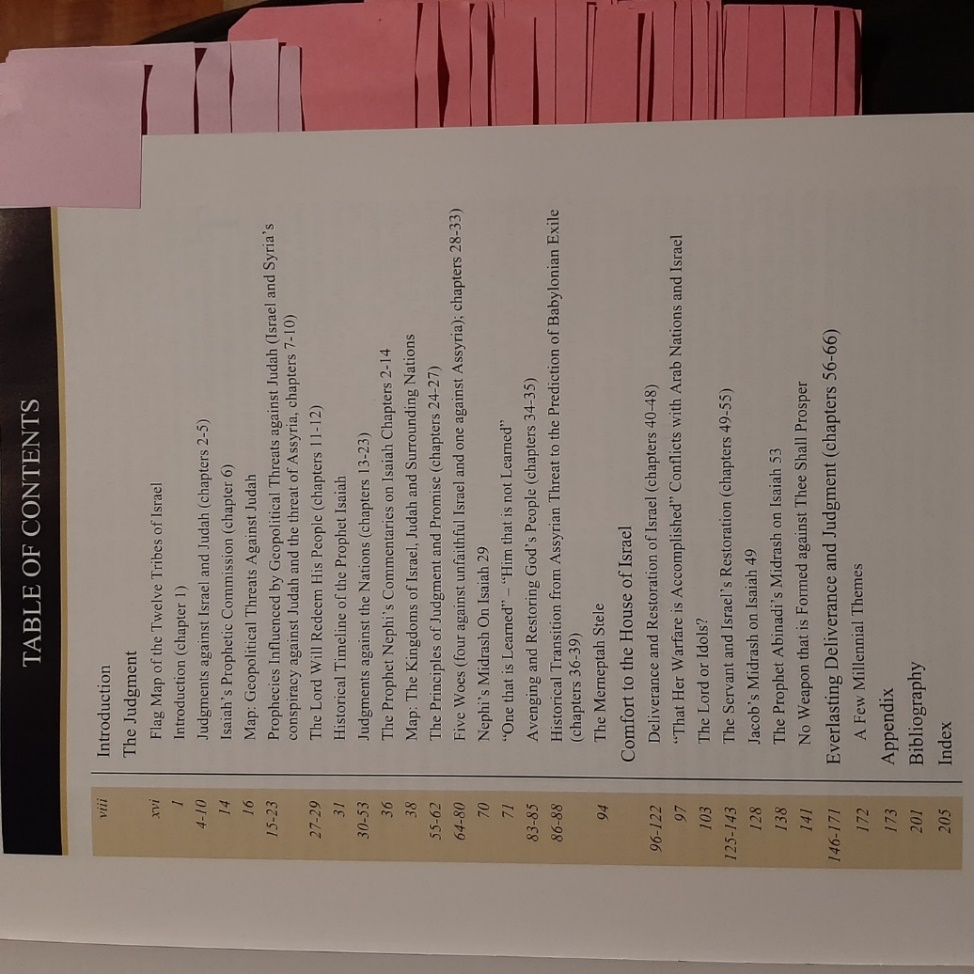 TABLE OF CONTENTS
viii Introduction
The Judgment
xvi Flag Map of the Twelve Tribes of Israel
1 Introduction (chapter 1)
4-10 Judgments against Israel and Judah (chapters 2-5)
14 Isaiah's Prophetic Commission (chapter 6)
16 Map: Geopolitical Threats Against Judah
15-23 Prophecies Influenced by Geopolitical Threats against Judah (Israel and Syria's
conspiracy against Judah and the threat of Assyria, chapters 7-10)
27-29 The Lord Will Redeem His People (chapters 11-12)
31 Historical Timeline of the Prophet Isaiah
30-53 Judgments against the Nations (chapters 13-23)
36 The Prophet Nephi's Commentaries on Isaiah Chapters 2-14
38 Map: The Kingdoms of Israel, Judah and Surrounding Nations
55-62 The Principles of Judgment and Promise (chapters 24-27)
64-80 Five Woes (four against unfaithful Israel and one against Assyria); chapters 28-33)
70 Nephi's Midrash On Isaiah 29
71 "One that is Learned" – "Him that is not Learned"
83-85 Avenging and Restoring God's People (chapters 34-35)
86-88 Historical Transition from Assyrian Threat to the Prediction of Babylonian Exile
(chapters 36-39)
94 The Merneptah Stele
Comfort to the House of Israel
96-122 Deliverance and Restoration of Israel (chapters 40-48)
97 "That Her Warfare is Accomplished" Conflicts with Arab Nations and Israel
103 The Lord or Idols?
125-143 The Servant and Israel's Restoration (chapters 49-55)
128 Jacob's Midrash on Isaiah 49
138 The Prophet Abinadi's Midrash on Isaiah 53
141 No Weapon that is Formed against Thee Shall Prosper
146-171 Everlasting Deliverance and Judgment (chapters 56-66)
172 A Few Millennial Themes
173 Appendix
201 Bibliography
205 Index